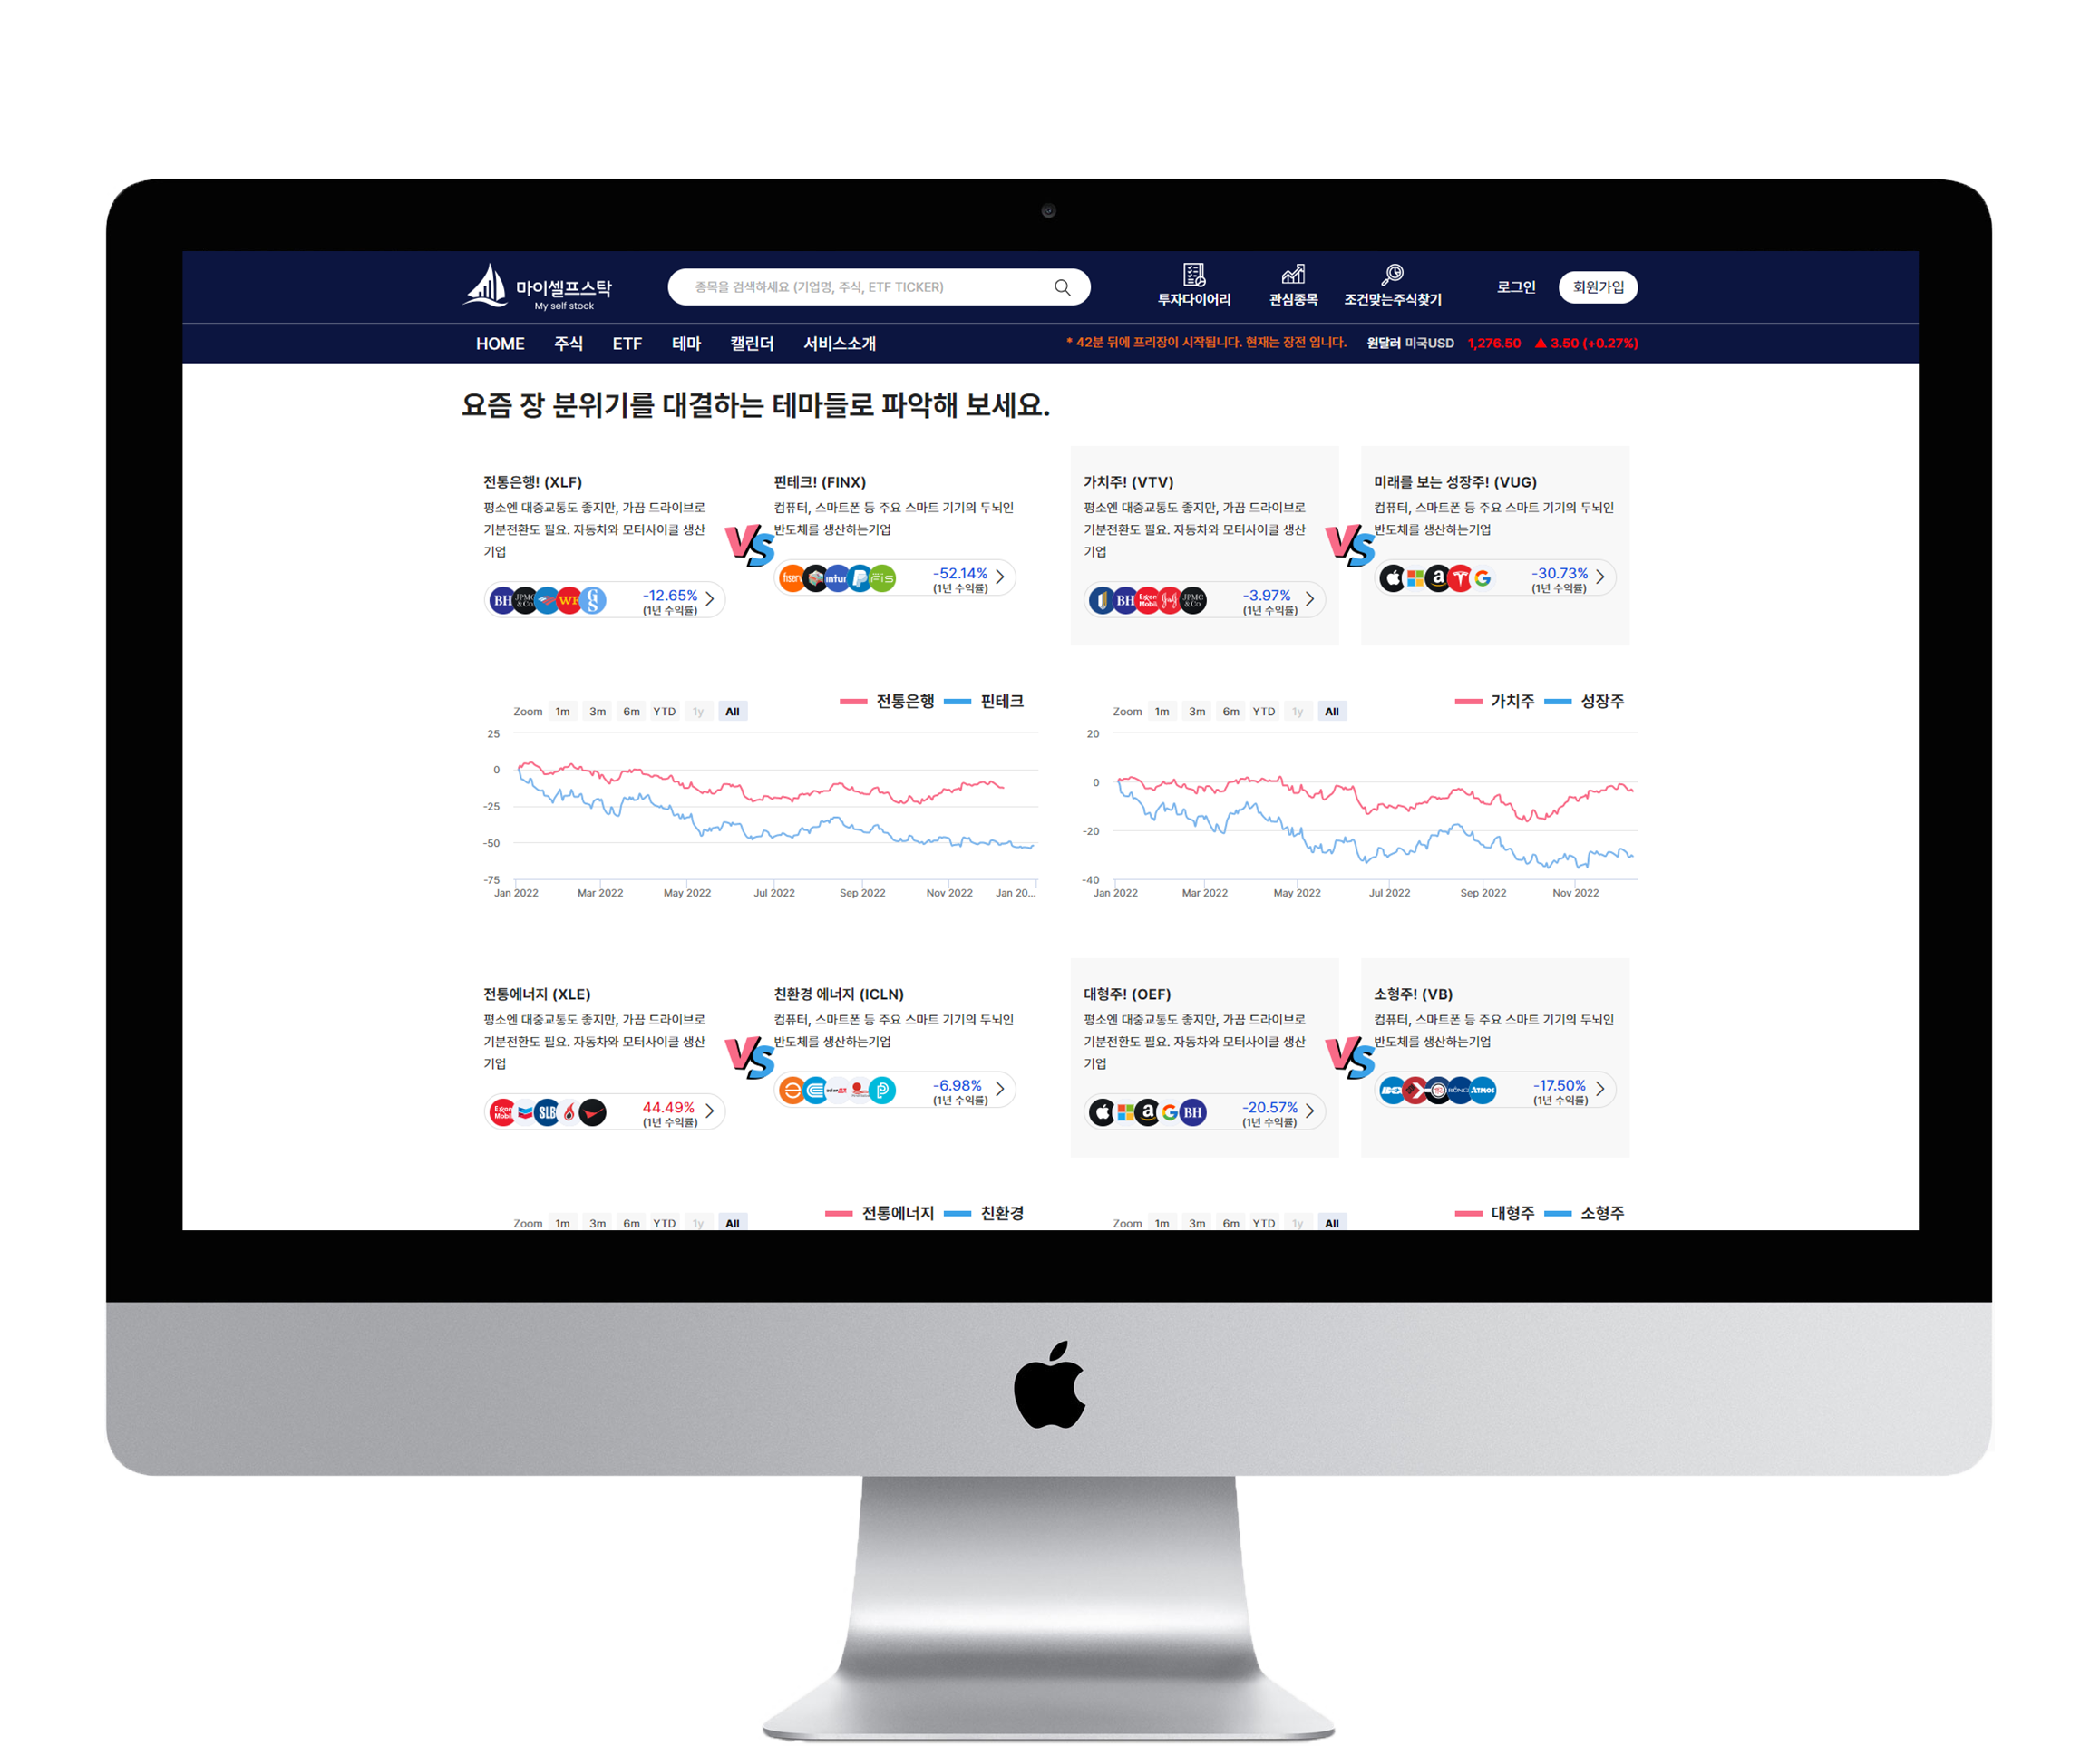 마이셀프스탁
My self stock
종목을 검색하세요 (기업명, 주식, ETF TICKER)
투자다이어리
관심종목
조건맞는주식찾기
로그인
회원가입
HOME 주식 ETF 테마 캘린더 서비스소개
* 42분 뒤에 프리장이 시작됩니다. 현재는 장전 입니다.
원달러 미국USD 1,276.50 ▲ 3.50 (+0.27%)
요즘 장 분위기를 대결하는 테마들로 파악해 보세요.
전통은행! (XLF)
평소엔 대중교통도 좋지만, 가끔 드라이브로
기분전환도 필요. 자동차와 모터사이클 생산
기업
BH JPMC &Co. WF GS
-12.65%
(1년 수익률)
VS
핀테크! (FINX)
컴퓨터, 스마트폰 등 주요 스마트 기기의 두뇌인
반도체를 생산하는기업
fiserv intui P FIS
-52.14%
(1년 수익률)
가치주! (VTV)
평소엔 대중교통도 좋지만, 가끔 드라이브로
기분전환도 필요. 자동차와 모터사이클 생산
기업
BH Exxon Mobil J&J JPMC &Co.
-3.97%
(1년 수익률)
VS
미래를 보는 성장주! (VUG)
컴퓨터, 스마트폰 등 주요 스마트 기기의 두뇌인
반도체를 생산하는기업
a G
-30.73%
(1년 수익률)
Zoom 1m 3m 6m YTD 1y All
전통은행 핀테크
25
0
-25
-50
-75
Jan 2022 Mar 2022 May 2022 Jul 2022 Sep 2022 Nov 2022 Jan 20...
Zoom 1m 3m 6m YTD 1y All
가치주 성장주
20
0
-20
-40
Jan 2022 Mar 2022 May 2022 Jul 2022 Sep 2022 Nov 2022
전통에너지 (XLE)
평소엔 대중교통도 좋지만, 가끔 드라이브로
기분전환도 필요. 자동차와 모터사이클 생산
기업
Exxon Mobil SLB
44.49%
(1년 수익률)
VS
친환경 에너지 (ICLN)
컴퓨터, 스마트폰 등 주요 스마트 기기의 두뇌인
반도체를 생산하는기업
-6.98%
(1년 수익률)
대형주! (OEF)
평소엔 대중교통도 좋지만, 가끔 드라이브로
기분전환도 필요. 자동차와 모터사이클 생산
기업
a G BH
-20.57%
(1년 수익률)
VS
소형주! (VB)
컴퓨터, 스마트폰 등 주요 스마트 기기의 두뇌인
반도체를 생산하는기업
IDEX ATMOS
-17.50%
(1년 수익률)
Zoom 1m 3m 6m YTD 1y All
전통에너지 친환경
Zoom 1m 3m 6m YTD 1y All
대형주 소형주